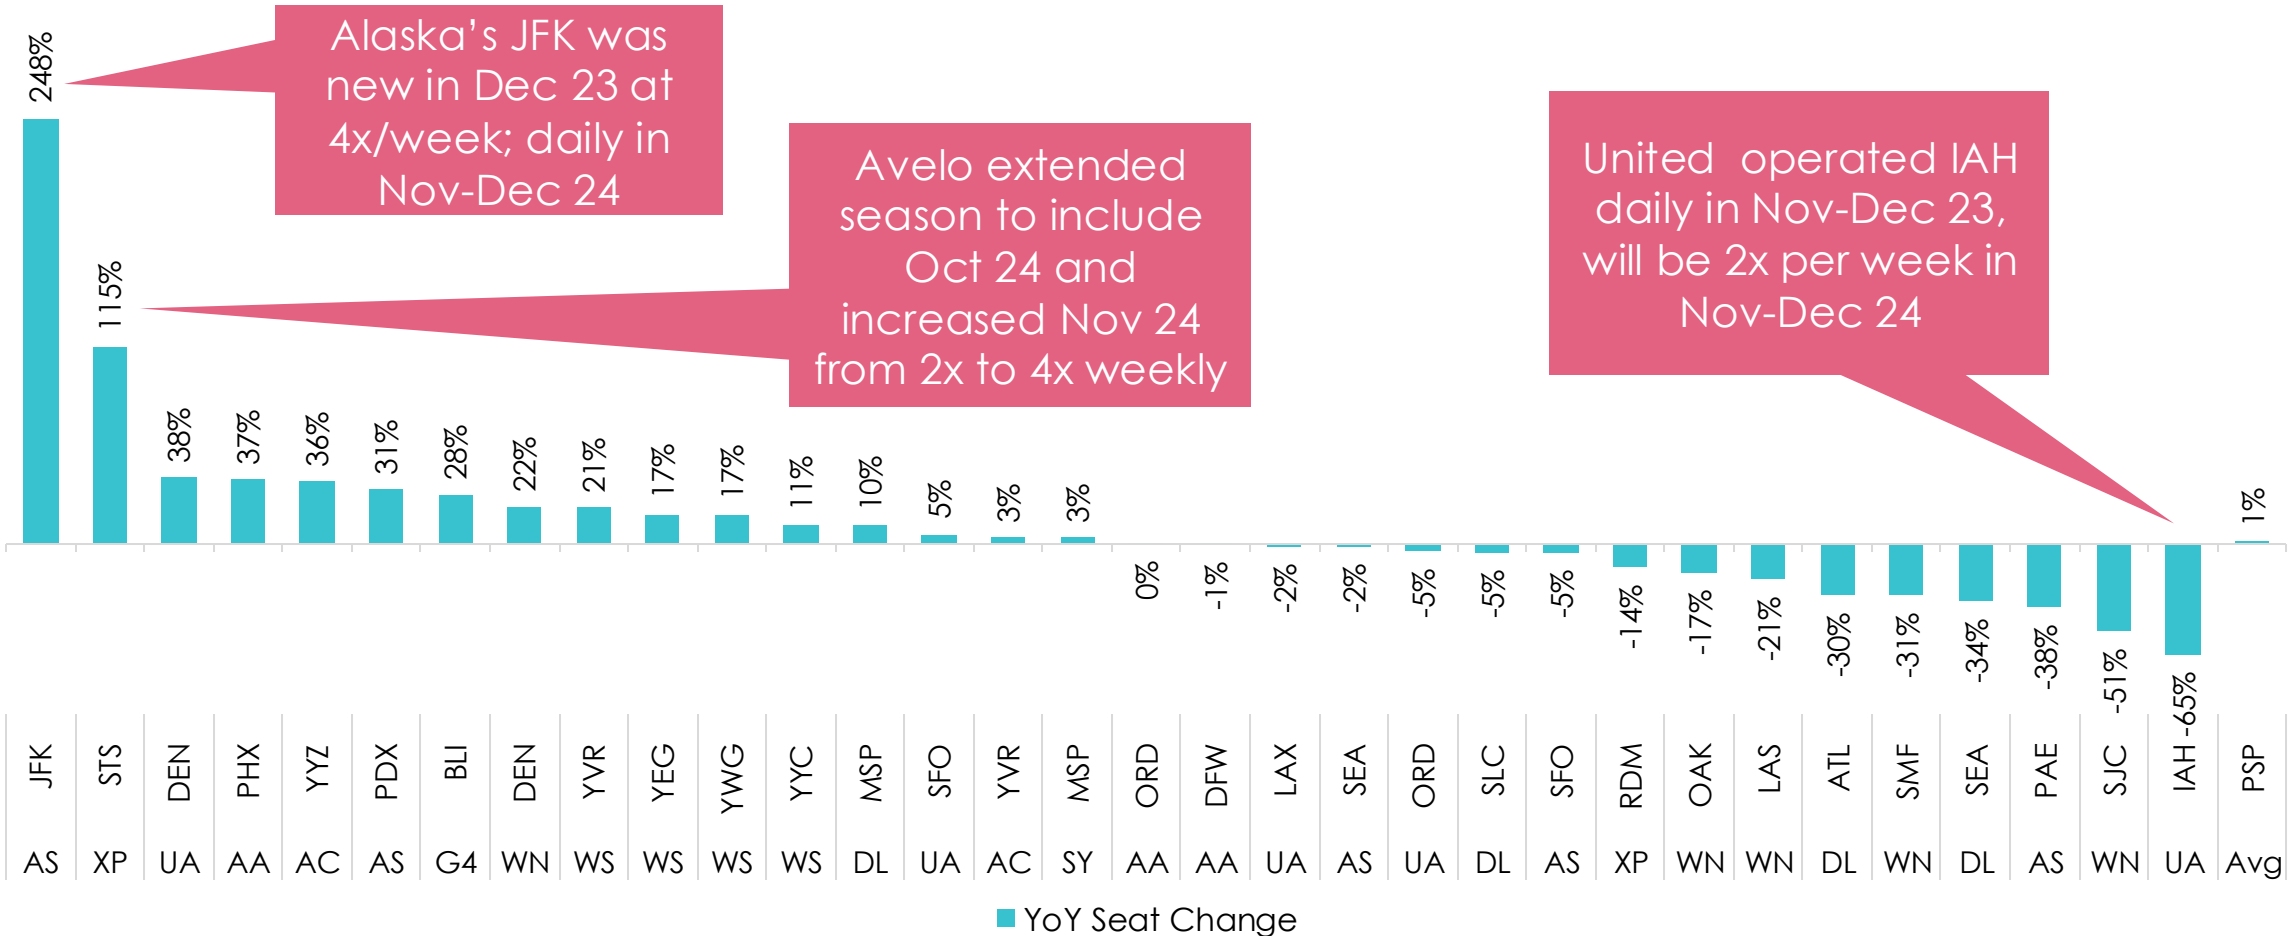 Alaska's JFK was
new in Dec 23 at
4x/week; daily in
Nov-Dec 24
Avelo extended
season to include
Oct 24 and
increased Nov 24
from 2x to 4x weekly
United operated IAH
daily in Nov-Dec 23,
will be 2x per week in
Nov-Dec 24
248% 115% 38% 37% 36% 31% 28% 22% 21% 17% 17% 11% 10% 5% 3% 3% 0% -1% -2% -2% -5% -5% -5% -14% -17% -21% -30% -31% -34% -38% -51% -65% 1%
JFK STS DEN PHX YYZ PDX BLI DEN YVR YEG YWG YYC MSP SFO YVR MSP ORD DFW LAX SEA ORD SLC SFO RDM OAK LAS ATL SMF SEA PAE SJC IAH PSP
AS XP UA AA AC AS G4 WN WS WS WS WS DL UA AC SY AA AA UA AS UA DL AS XP WN WN DL WN DL AS WN UA Avg
YoY Seat Change